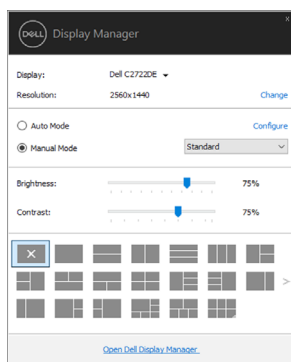 x
DELL Display Manager
Display: Dell C2722DE
Resolution: 2560x1440 Change
Auto Mode Configure
Manual Mode Standard
Brightness: 75%
Contrast: 75%
Open Dell Display Manager